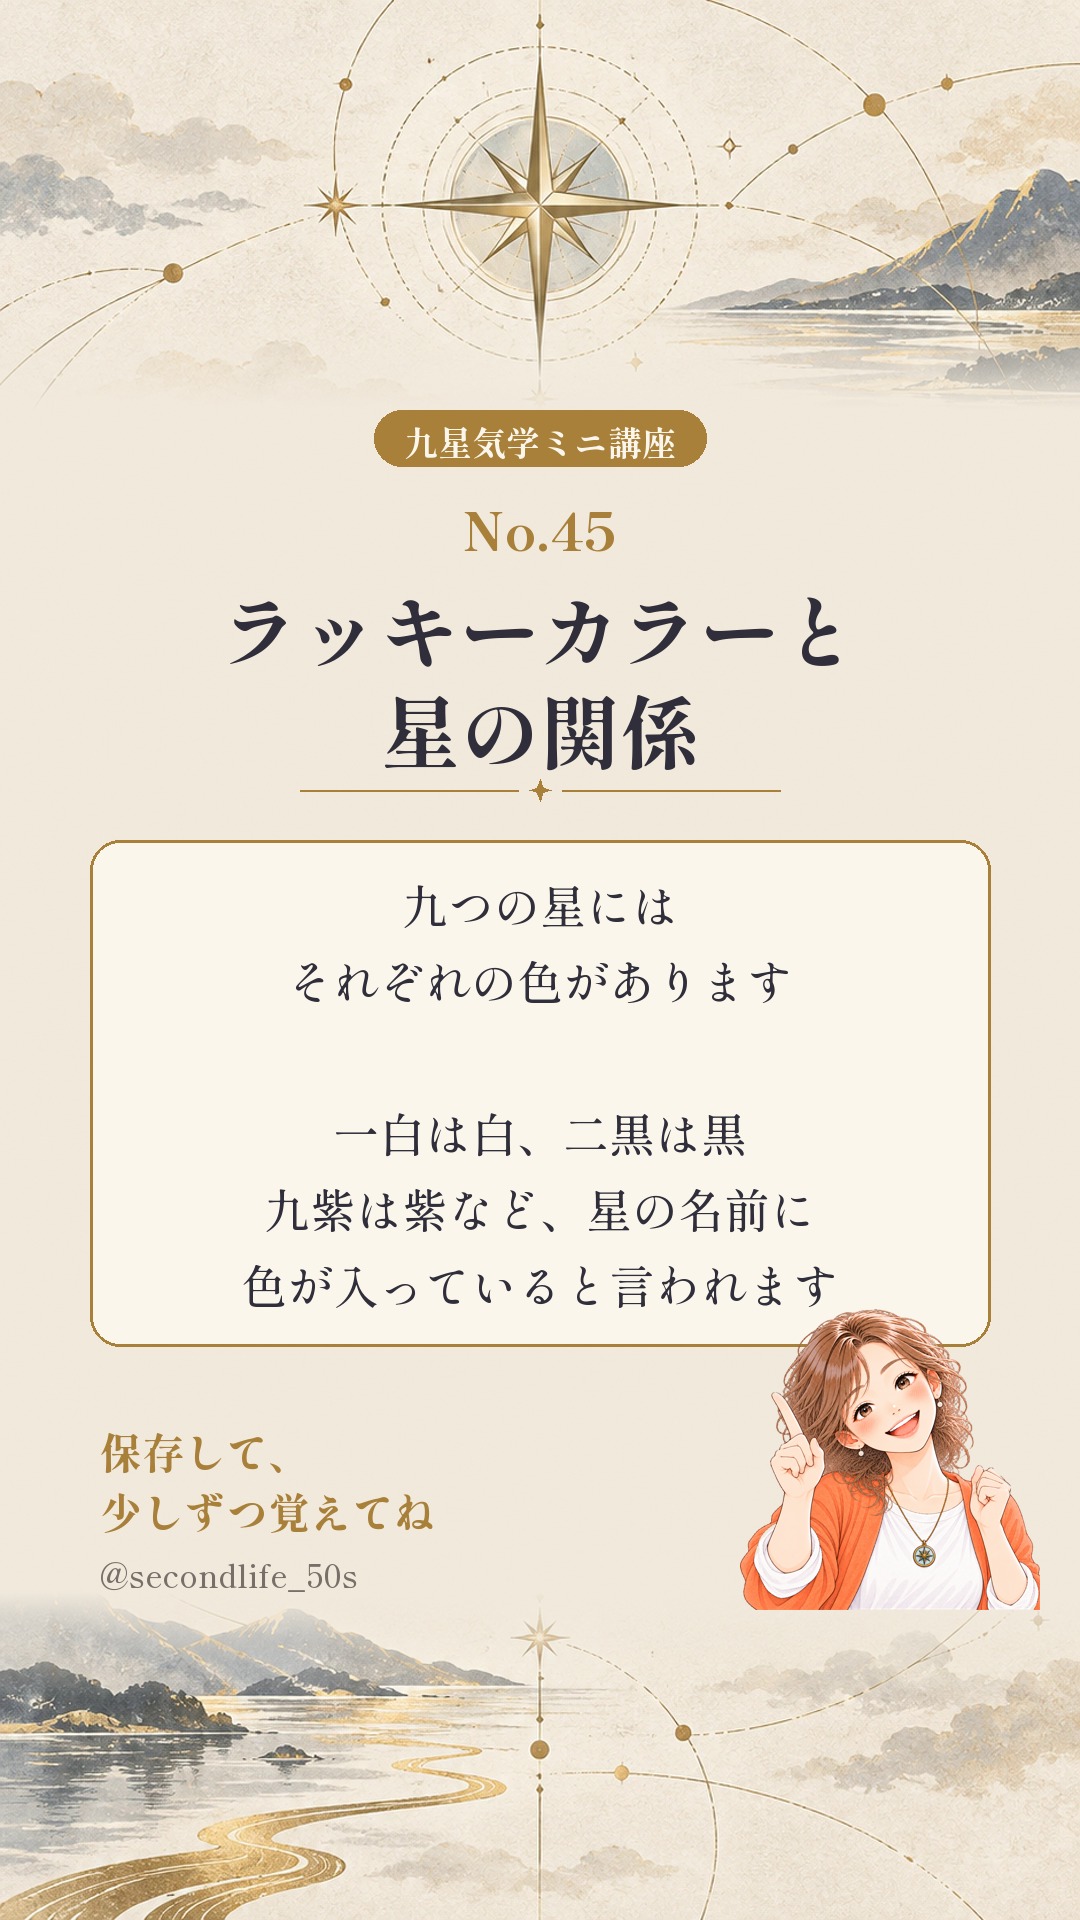 九星気学ミニ講座
No.45
ラッキーカラーと
星の関係
九つの星には
それぞれの色があります
一白は白、二黒は黒
九紫は紫など、星の名前に
色が入っていると言われます
保存して、
少しずつ覚えてね
@secondlife_50s